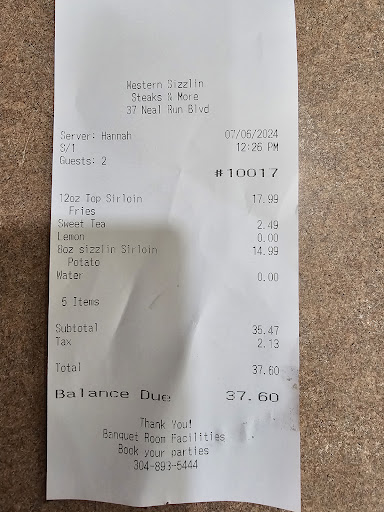 Western Sizzlin
Steaks & More
37 Neal Run Blvd
Server: Hannah 07/06/2024
S/1 12:26 PM
Guests: 2
#10017
12oz Top Sirloin 17.99
Fries
Sweet Tea 2.49
Lemon 0.00
8oz sizzlin Sirloin 14.99
Potato
Water 0.00
5 Items
Subtotal 35.47
Tax 2.13
Total 37.60
Balance Due 37.60
Thank You!
Banquet Room Facilities
Book your parties
304-893-5444